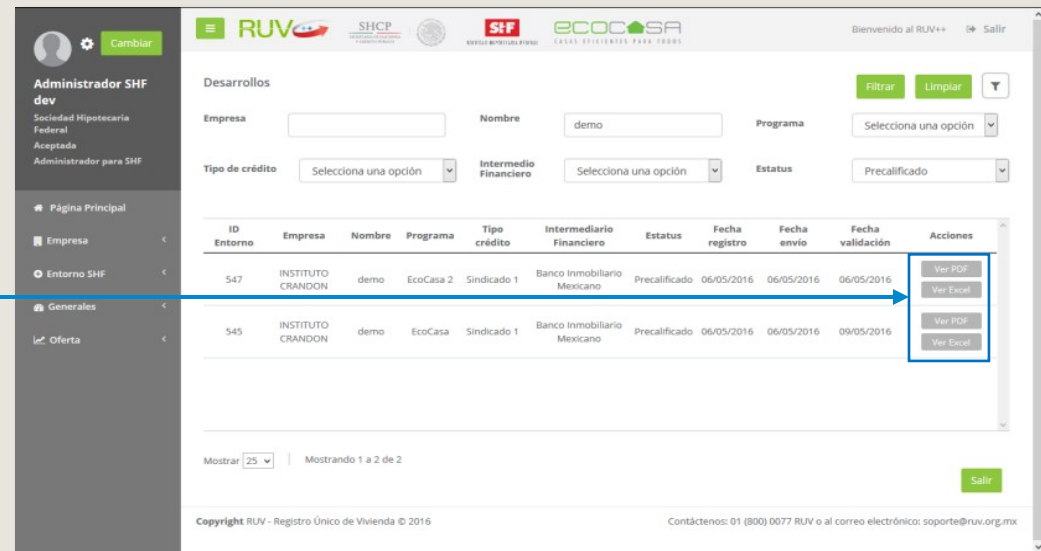 Cambiar
Administrador SHF
dev
Sociedad Hipotecaria
Federal
Aceptada
Administrador para SHF
Página Principal
Empresa
Entorno SHF
Generales
Oferta
RUV
SHCP
SHF
ecocasa
CASAS EFICIENTES PARA TODOS
Bienvenido al RUV++ Salir
Desarrollos
Filtrar Limpiar
Empresa Nombre demo Programa Selecciona una opción
Tipo de crédito Selecciona una opción Intermedio Financiero Selecciona una opción Estatus Precalificado
ID Entorno Empresa Nombre Programa Tipo crédito Intermediario Financiero Estatus Fecha registro Fecha envío Fecha validación Acciones
547 INSTITUTO CRANDON demo EcoCasa 2 Sindicado 1 Banco Inmobiliario Mexicano Precalificado 06/05/2016 06/05/2016 06/05/2016 Ver PDF
Ver Excel
545 INSTITUTO CRANDON demo EcoCasa Sindicado 1 Banco Inmobiliario Mexicano Precalificado 06/05/2016 06/05/2016 09/05/2016 Ver PDF
Ver Excel
Mostrar 25 | Mostrando 1 a 2 de 2
Salir
Copyright RUV - Registro Único de Vivienda © 2016 Contáctenos: 01 (800) 0077 RUV o al correo electrónico: soporte@ruv.org.mx